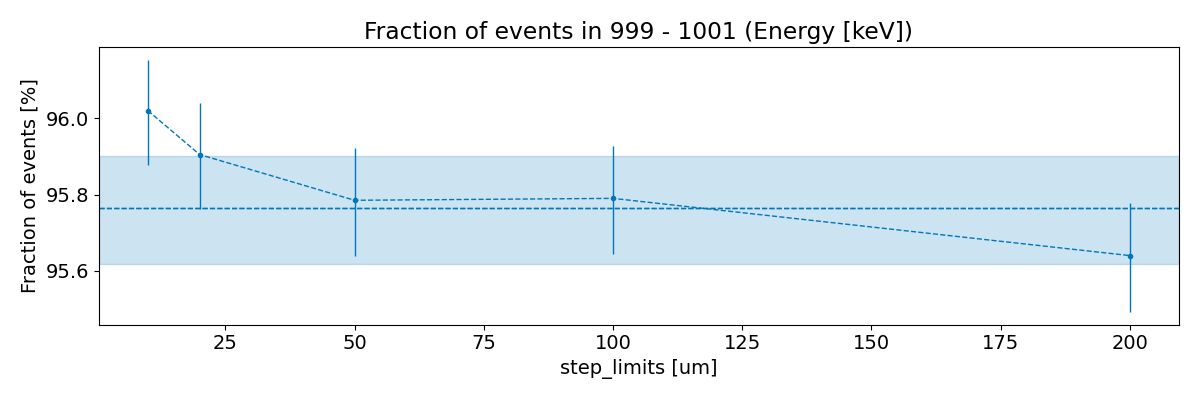 Fraction of events in 999 - 1001 (Energy [keV])
Fraction of events [%]
96.0
95.8
95.6
25 50 75 100 125 150 175 200
step_limits [um]